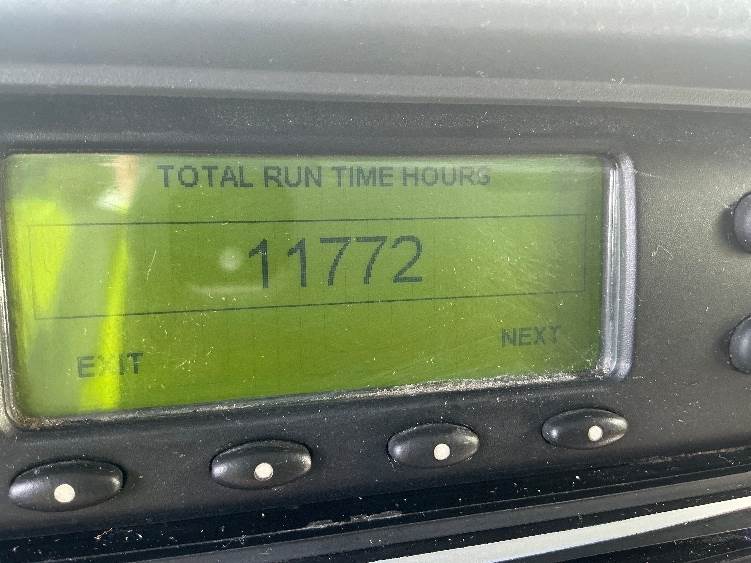 TOTAL RUN TIME HOURS
11772
EXIT NEXT